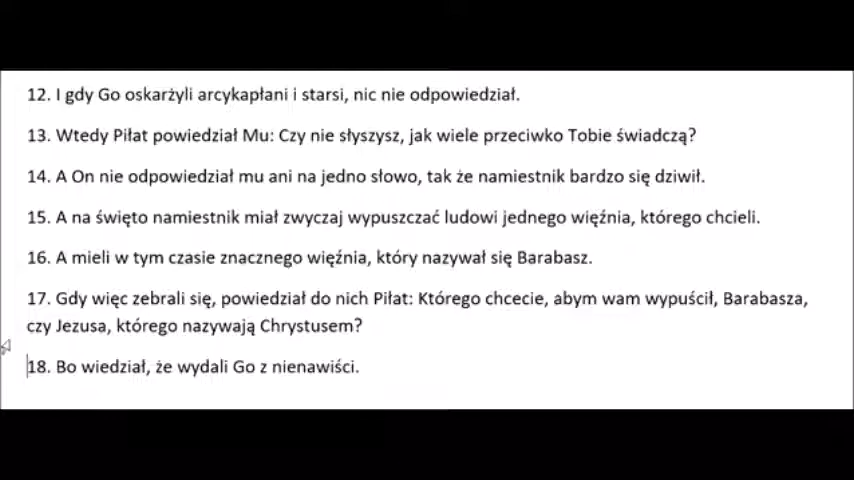 12. I gdy Go oskarżyli arcykapłani i starsi, nic nie odpowiedział.
13. Wtedy Piłat powiedział Mu: Czy nie słyszysz, jak wiele przeciwko Tobie świadczą?
14. A On nie odpowiedział mu ani na jedno słowo, tak że namiestnik bardzo się dziwił.
15. A na święto namiestnik miał zwyczaj wypuszczać ludowi jednego więźnia, którego chcieli.
16. A mieli w tym czasie znacznego więźnia, który nazywał się Barabasz.
17. Gdy więc zebrali się, powiedział do nich Piłat: Którego chcecie, abym wam wypuścił, Barabasza,
czy Jezusa, którego nazywają Chrystusem?
18. Bo wiedział, że wydali Go z nienawiści.